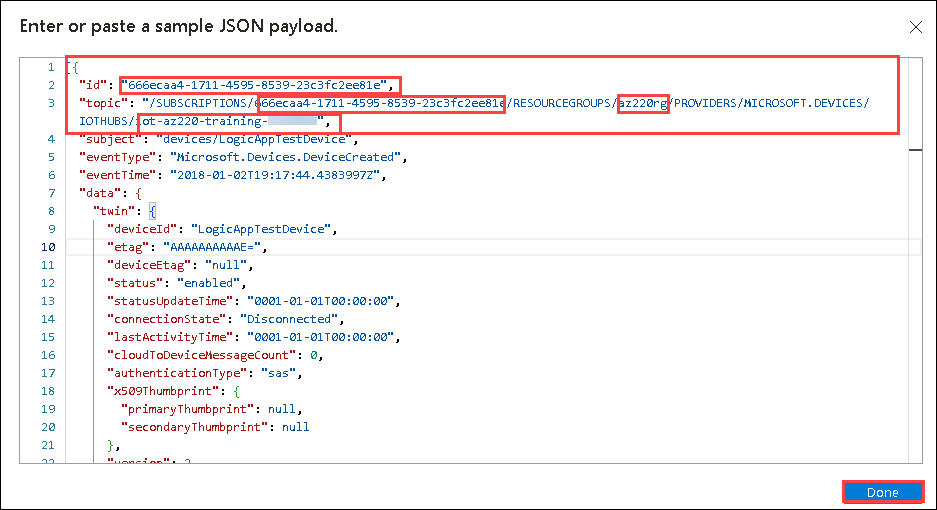 Enter or paste a sample JSON payload.
1 [{
2 "id": "666ecaa4-1711-4595-8539-23c3fc2ee81e",
3 "topic": "/SUBSCRIPTIONS/666ecaa4-1711-4595-8539-23c3fc2ee81e/RESOURCEGROUPS/az220rg/PROVIDERS/MICROSOFT.DEVICES/
IOTHUBS/iot-az220-training-",
4 "subject": "devices/LogicAppTestDevice",
5 "eventType": "Microsoft.Devices.DeviceCreated",
6 "eventTime": "2018-01-02T19:17:44.4383997Z",
7 "data": {
8 "twin": {
9 "deviceId": "LogicAppTestDevice",
10 "etag": "AAAAAAAAAAE=",
11 "deviceEtag": "null",
12 "status": "enabled",
13 "statusUpdateTime": "0001-01-01T00:00:00",
14 "connectionState": "Disconnected",
15 "lastActivityTime": "0001-01-01T00:00:00",
16 "cloudToDeviceMessageCount": 0,
17 "authenticationType": "sas",
18 "x509Thumbprint": {
19 "primaryThumbprint": null,
20 "secondaryThumbprint": null
21 },
22 "version": 2
Done